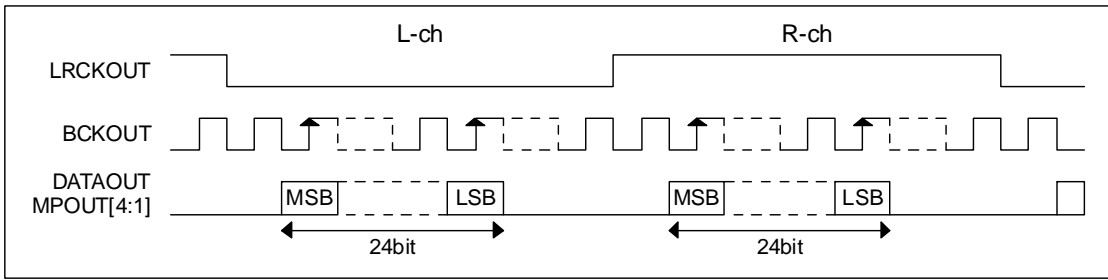 L-ch R-ch
LRCKOUT
BCKOUT
DATAOUT
MPOUT[4:1]
MSB LSB MSB LSB
24bit 24bit